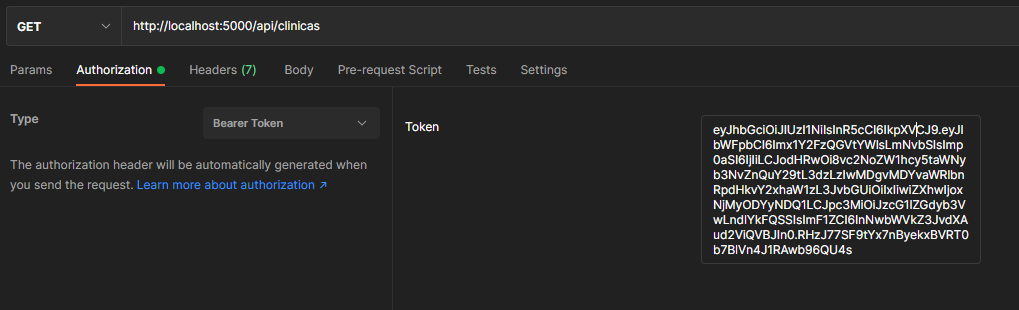 GET
http://localhost:5000/api/clinicas
Params
Authorization
Headers (7)
Body
Pre-request Script
Tests
Settings
Type
Bearer Token
The authorization header will be automatically generated when
you send the request. Learn more about authorization ↗
Token
eyJhbGciOiJIUzI1NiIsInR5cCI6IkpXVCJ9.eyJl
bWFpbCI6Imx1Y2FzQGVtYWlsLmNvbSIsImp
0aSI6IjIiLCJodHRwOi8vc2NoZW1hcy5taWNy
b3NvZnQuY29tL3dzLzIwMDgvMDYvaWRlbn
RpdHkvY2xhaW1zL3JvbGUiOiIxIiwiZXhwIjox
NjMyODYyNDQ1LCJpc3MiOiJzcG1lZGdyb3V
wLndlYkFQSSIsImF1ZCI6InNwbWVkZ3JvdXA
ud2ViQVBJIn0.RHzJ77SF9tYx7nByekxBVRT0
b7BlVn4J1RAwb96QU4s